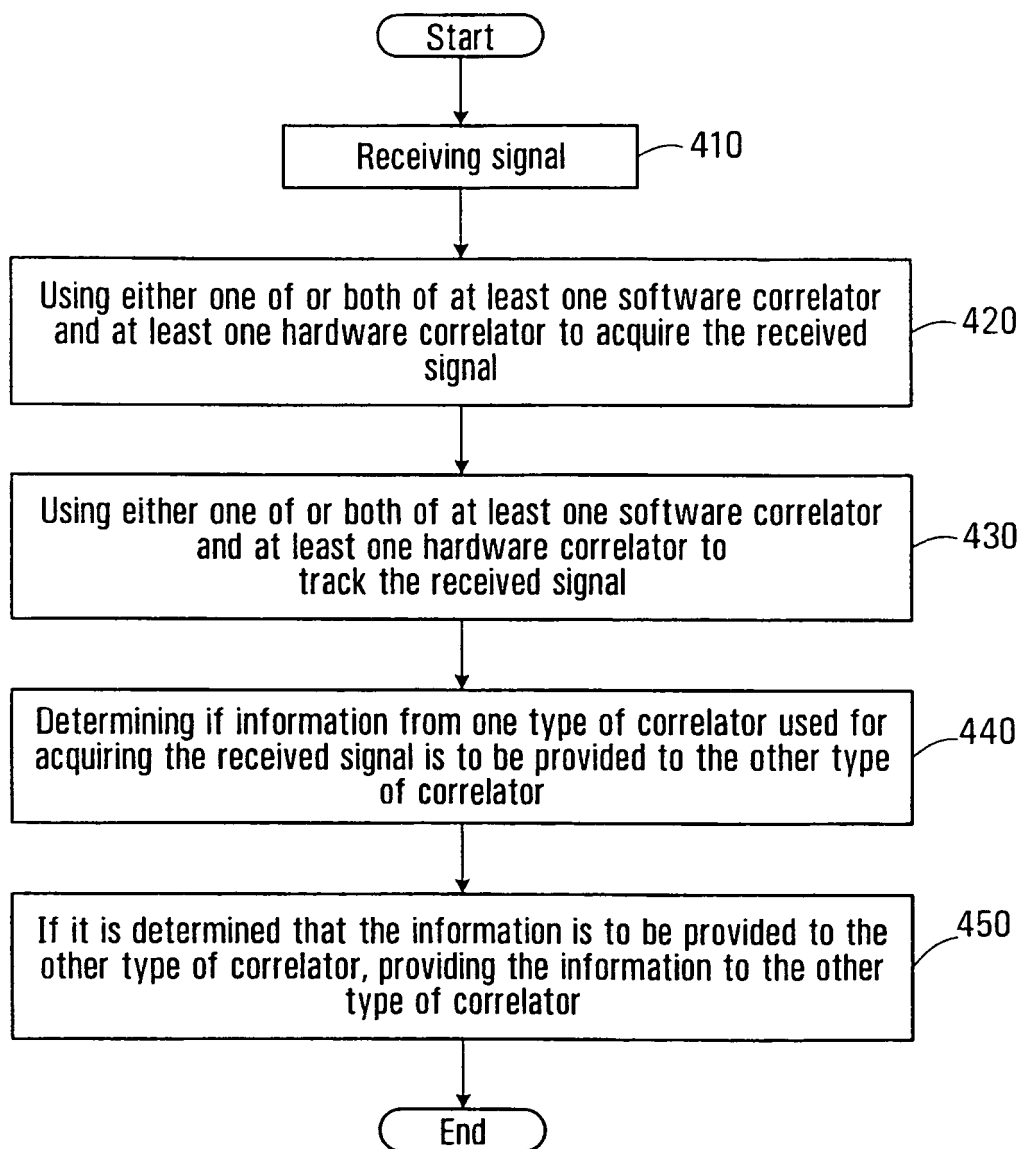 Start
Receiving signal
410
Using either one of or both of at least one software correlator
and at least one hardware correlator to acquire the received
signal
420
Using either one of or both of at least one software correlator
and at least one hardware correlator to
track the received signal
430
Determining if information from one type of correlator used for
acquiring the received signal is to be provided to the other type
of correlator
440
If it is determined that the information is to be provided to the
other type of correlator, providing the information to the other
type of correlator
450
End